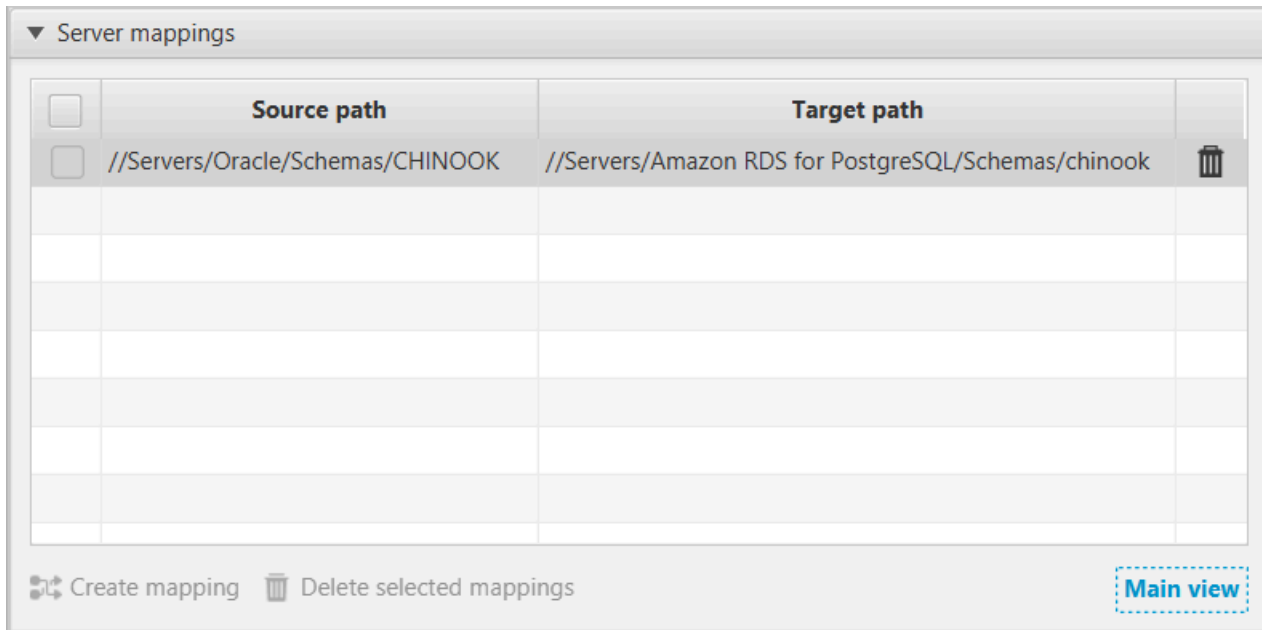 Server mappings
Source path Target path
//Servers/Oracle/Schemas/CHINOOK //Servers/Amazon RDS for PostgreSQL/Schemas/chinook
Create mapping Delete selected mappings Main view